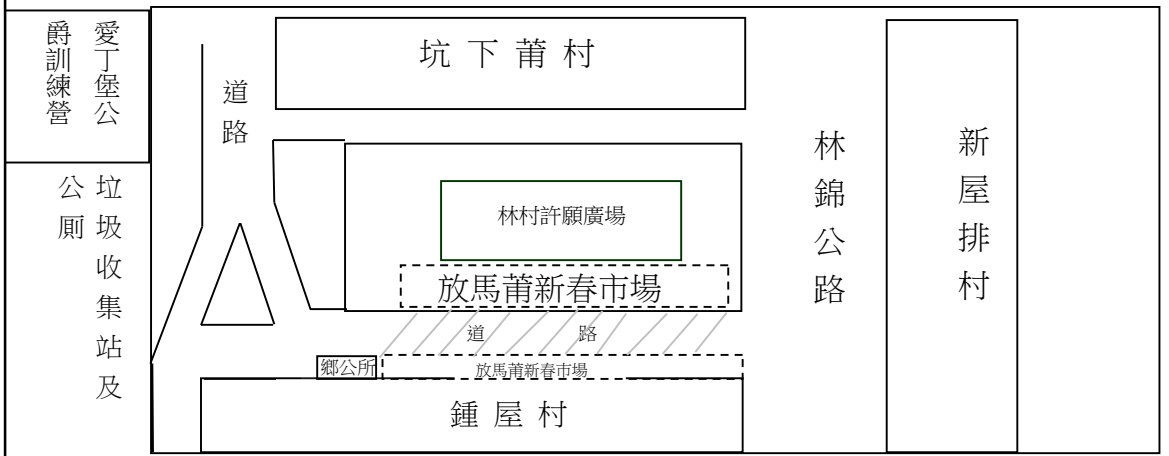 愛丁堡公
爵訓練營
垃圾收集站及
公厠
道路
坑下莆村
林村許願廣場
放馬莆新春市場
道路
鄉公所
放馬莆新春市場
鍾屋村
林錦公路
新屋排村